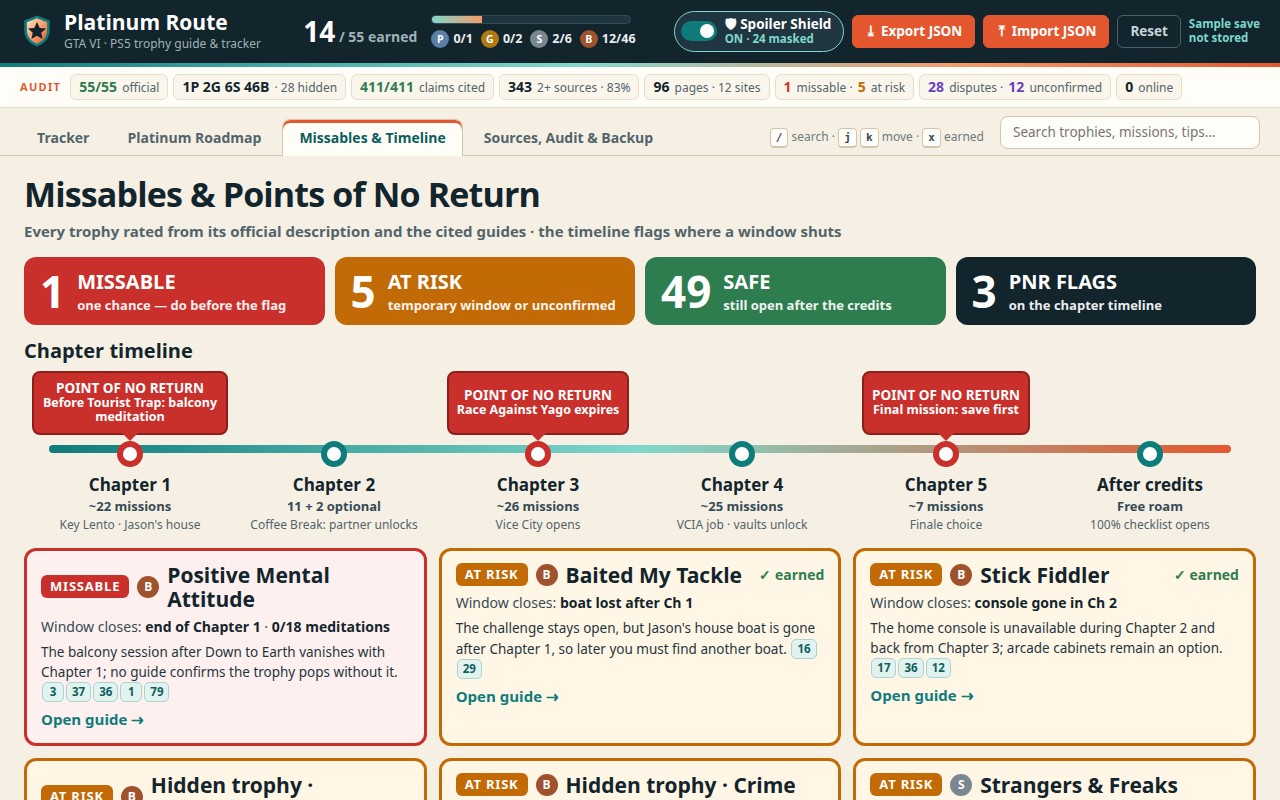 Platinum Route
GTA VI · PS5 trophy guide & tracker
14 / 55 earned
P 0/1 G 0/2 S 2/6 B 12/46
Spoiler Shield
ON · 24 masked
Export JSON
Import JSON
Reset
Sample save
not stored
AUDIT
55/55 official
1P 2G 6S 46B · 28 hidden
411/411 claims cited
343 2+ sources · 83%
96 pages · 12 sites
1 missable · 5 at risk
28 disputes · 12 unconfirmed
0 online
Tracker
Platinum Roadmap
Missables & Timeline
Sources, Audit & Backup
/ search · j k move · x earned
Search trophies, missions, tips...
Missables & Points of No Return
Every trophy rated from its official description and the cited guides · the timeline flags where a window shuts
1 MISSABLE
one chance — do before the flag
5 AT RISK
temporary window or unconfirmed
49 SAFE
still open after the credits
3 PNR FLAGS
on the chapter timeline
Chapter timeline
POINT OF NO RETURN
Before Tourist Trap: balcony
meditation
POINT OF NO RETURN
Race Against Yago expires
POINT OF NO RETURN
Final mission: save first
Chapter 1
~22 missions
Key Lento · Jason's house
Chapter 2
11 + 2 optional
Coffee Break: partner unlocks
Chapter 3
~26 missions
Vice City opens
Chapter 4
~25 missions
VCIA job · vaults unlock
Chapter 5
~7 missions
Finale choice
After credits
Free roam
100% checklist opens
MISSABLE B Positive Mental
Attitude
Window closes: end of Chapter 1 · 0/18 meditations
The balcony session after Down to Earth vanishes with
Chapter 1; no guide confirms the trophy pops without it.
3 37 36 1 79
Open guide →
AT RISK B Baited My Tackle ✓ earned
Window closes: boat lost after Ch 1
The challenge stays open, but Jason's house boat is gone
after Chapter 1, so later you must find another boat. 16
29
Open guide →
AT RISK B Stick Fiddler ✓ earned
Window closes: console gone in Ch 2
The home console is unavailable during Chapter 2 and
back from Chapter 3; arcade cabinets remain an option.
17 36 12
Open guide →
AT RISK B Hidden trophy ·
AT RISK B Hidden trophy · Crime
AT RISK S Strangers & Freaks